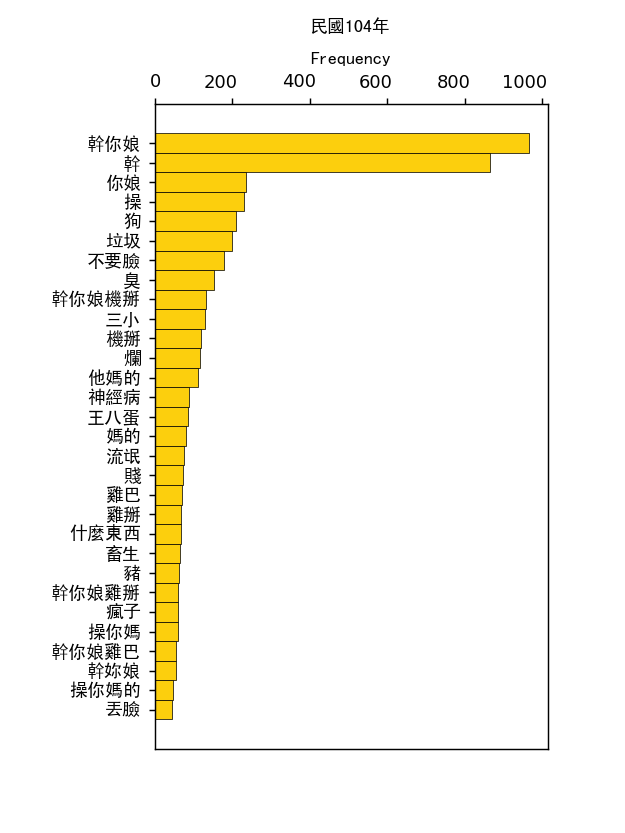 民國104年
Frequency
0 200 400 600 800 1000
幹你娘
幹
你娘
操
狗
垃圾
不要臉
臭
幹你娘機掰
三小
機掰
爛
他媽的
神經病
王八蛋
媽的
流氓
賤
雞巴
雞掰
什麼東西
畜生
豬
幹你娘雞掰
瘋子
操你媽
幹你娘雞巴
幹妳娘
操你媽的
丟臉